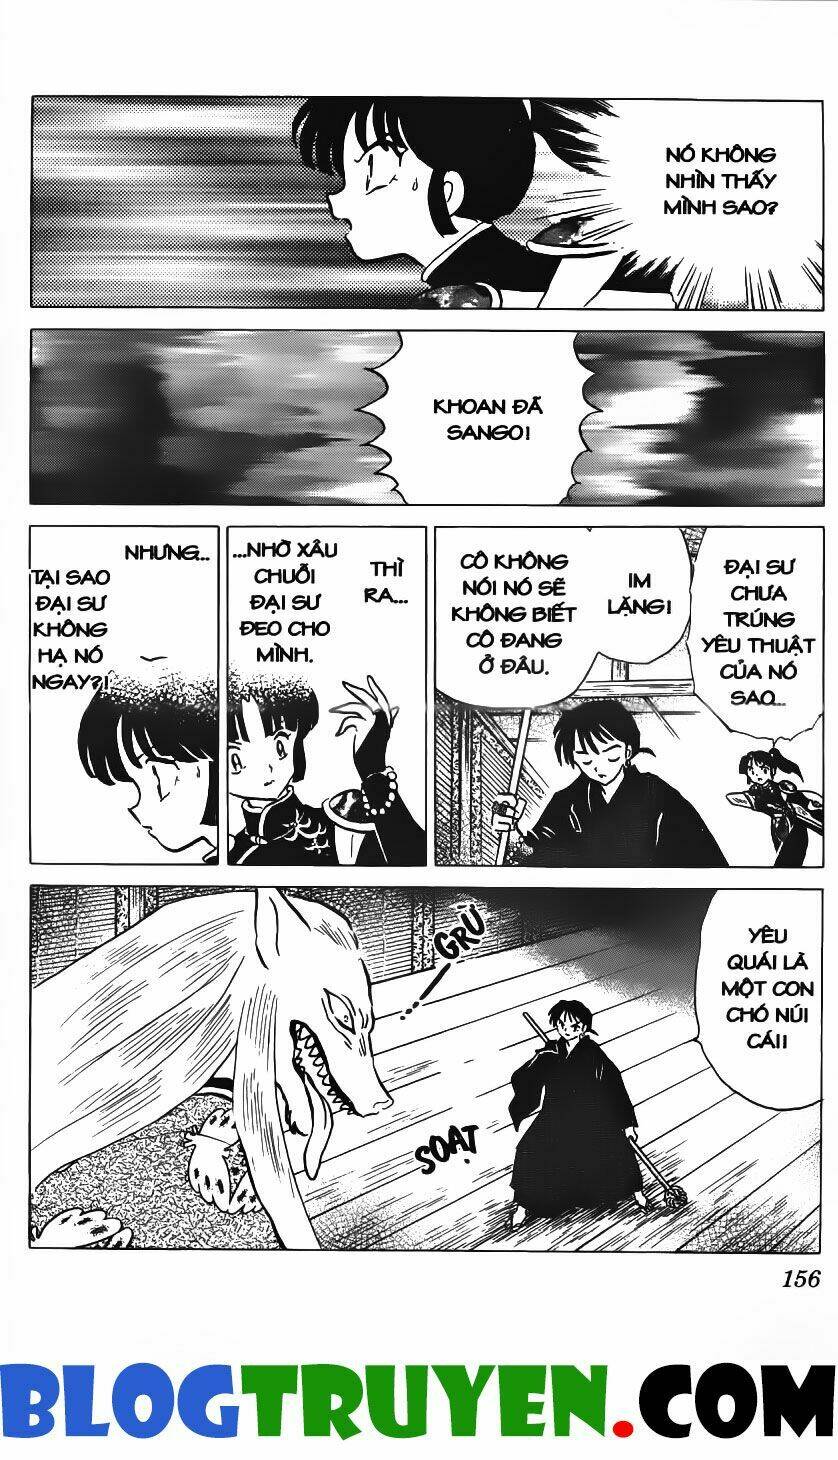 NÓ KHÔNG
NHÌN THẤY
MÌNH SAO?
KHOAN ĐÃ
SANGO!
ĐẠI SƯ
CHƯA
TRÚNG
YÊU THUẬT
CỦA NÓ
SAO...
IM
LẶNG!
CÔ KHÔNG
NÓI NÓ SẼ
KHÔNG BIẾT
CÔ ĐANG
Ở ĐÂU.
THÌ
RA...
...NHỜ XÂU
CHUỖI
ĐẠI SƯ
ĐEO CHO
MÌNH.
NHƯNG...
TẠI SAO
ĐẠI SƯ
KHÔNG
HẠ NÓ
NGAY?!
YÊU
QUÁI LÀ
MỘT CON
CHÓ NÚI
CÁI!
GRỪ
SOẠT
156
BLOGTRUYEN.COM